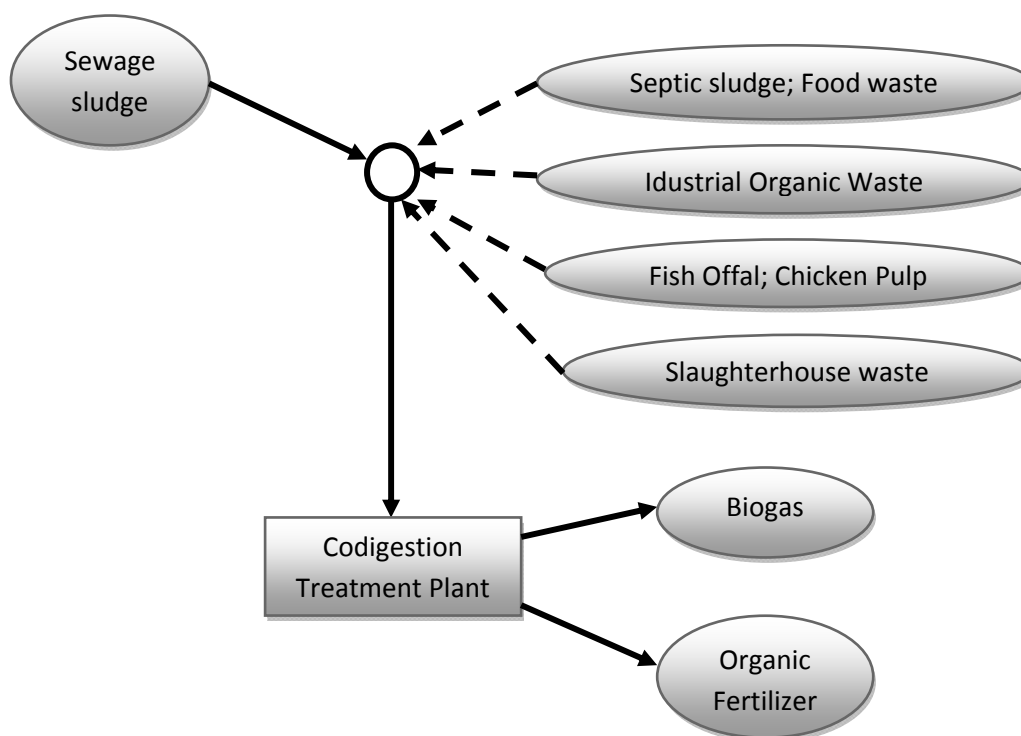 Sewage
sludge
Septic sludge; Food waste
Idustrial Organic Waste
Fish Offal; Chicken Pulp
Slaughterhouse waste
Codigestion
Treatment Plant
Biogas
Organic
Fertilizer